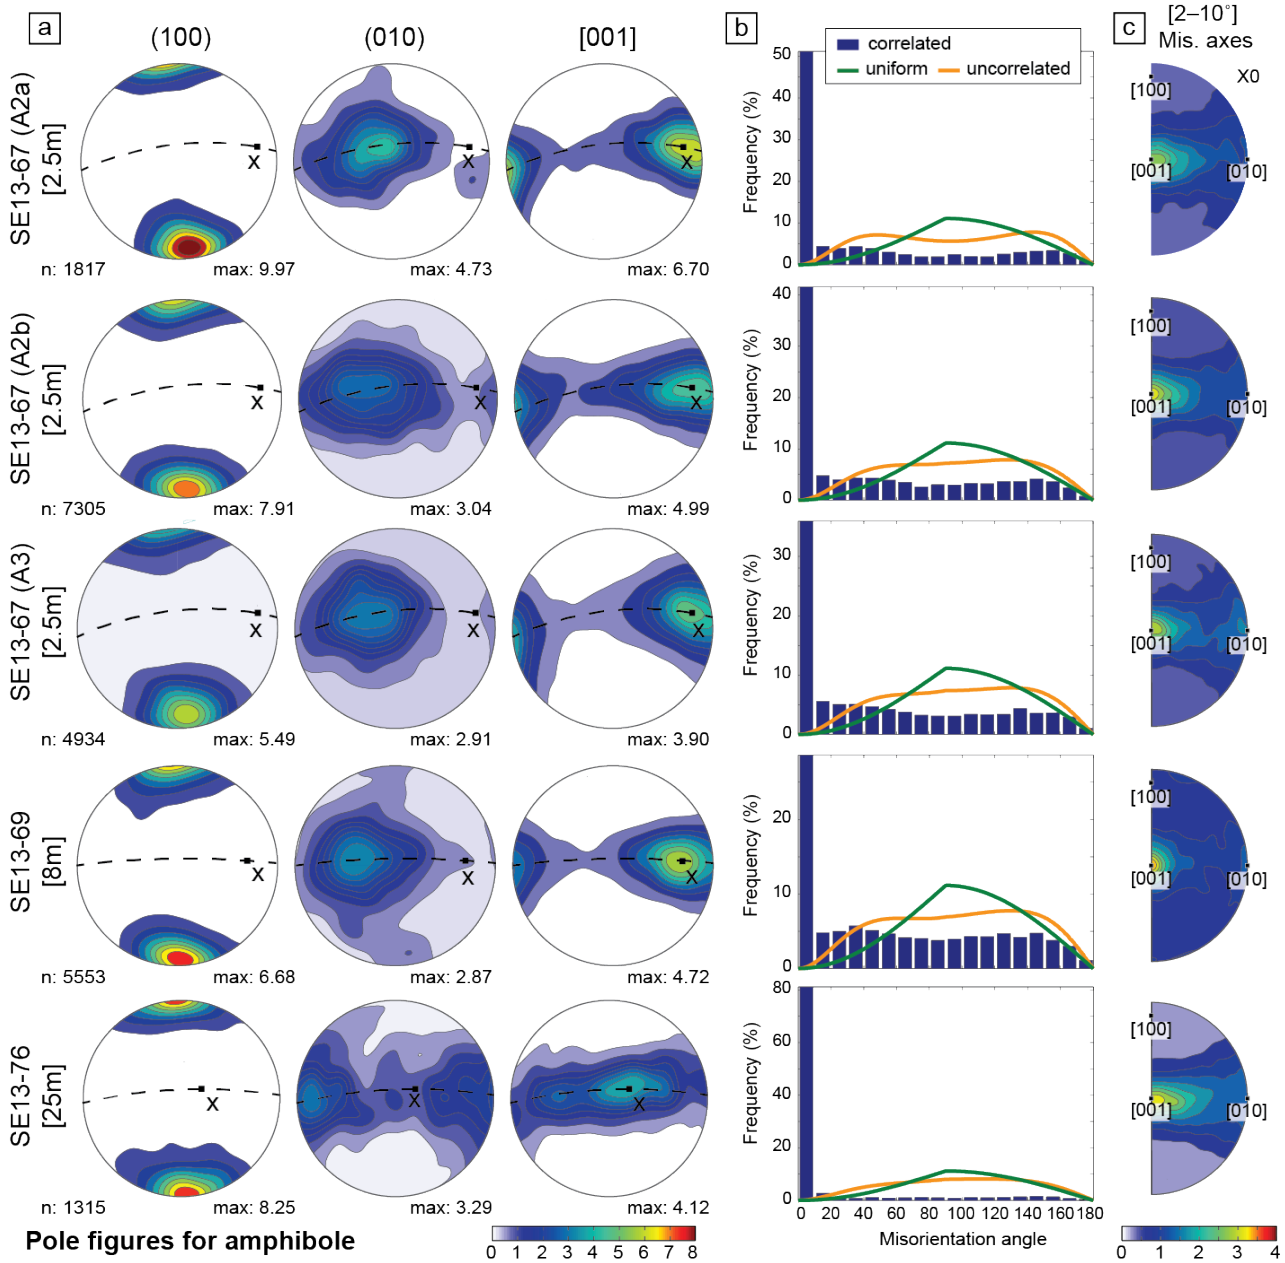 a
(100)
(010)
[001]
b
correlated
uniform
uncorrelated
c
[2–10°]
Mis. axes
X0
SE13-67 (A2a)
[2.5m]
X
X
X
n: 1817
max: 9.97
max: 4.73
max: 6.70
Frequency (%)
50
40
30
20
10
0
[100]
[001]
[010]
SE13-67 (A2b)
[2.5m]
X
X
X
n: 7305
max: 7.91
max: 3.04
max: 4.99
Frequency (%)
40
30
20
10
0
[100]
[001]
[010]
SE13-67 (A3)
[2.5m]
X
X
X
n: 4934
max: 5.49
max: 2.91
max: 3.90
Frequency (%)
30
20
10
0
[100]
[001]
[010]
SE13-69
[8m]
X
X
X
n: 5553
max: 6.68
max: 2.87
max: 4.72
Frequency (%)
20
10
0
[100]
[001]
[010]
SE13-76
[25m]
X
X
X
n: 1315
max: 8.25
max: 3.29
max: 4.12
Frequency (%)
80
60
40
20
0
0 20 40 60 80 100 120 140 160 180
Misorientation angle
[100]
[001]
[010]
Pole figures for amphibole
0 1 2 3 4 5 6 7 8
0 1 2 3 4